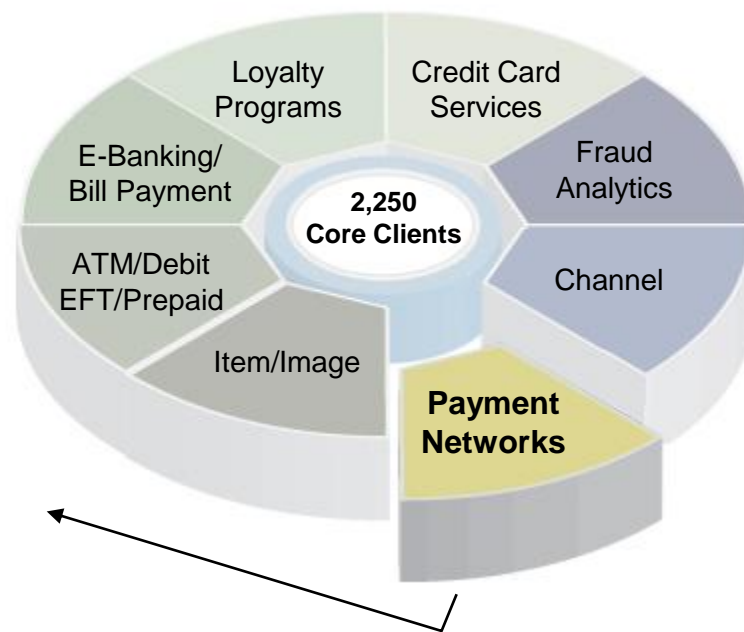 Loyalty
Programs
Credit Card
Services
E-Banking/
Bill Payment
Fraud
Analytics
2,250
Core Clients
ATM/Debit
EFT/Prepaid
Channel
Item/Image
Payment
Networks